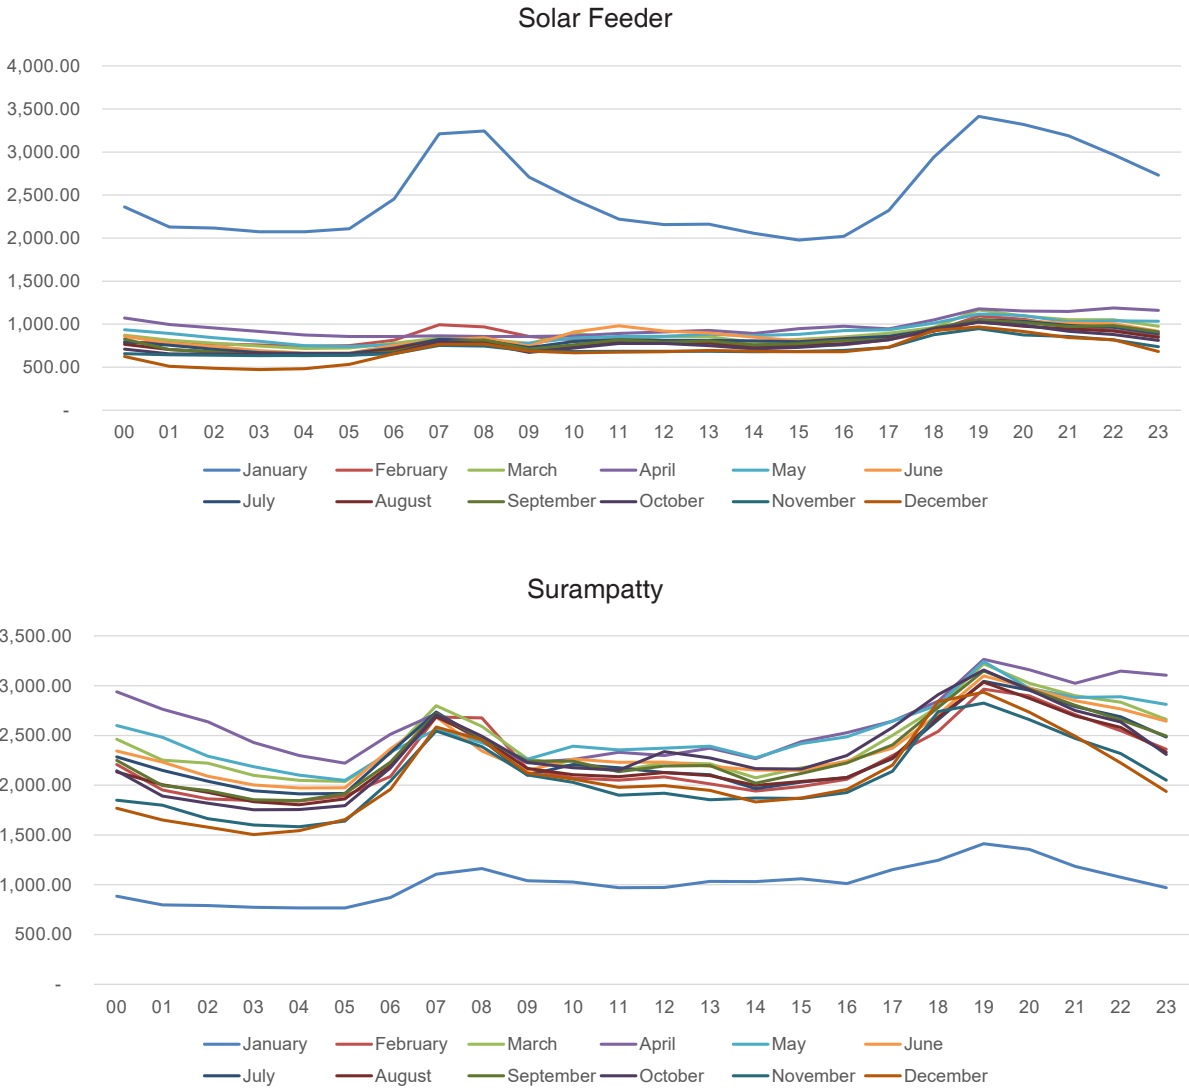 Solar Feeder
4,000.00
3,500.00
3,000.00
2,500.00
2,000.00
1,500.00
1,000.00
500.00
-
00 01 02 03 04 05 06 07 08 09 10 11 12 13 14 15 16 17 18 19 20 21 22 23
January February March April May June
July August September October November December
Surampatty
3,500.00
3,000.00
2,500.00
2,000.00
1,500.00
1,000.00
500.00
-
00 01 02 03 04 05 06 07 08 09 10 11 12 13 14 15 16 17 18 19 20 21 22 23
January February March April May June
July August September October November December